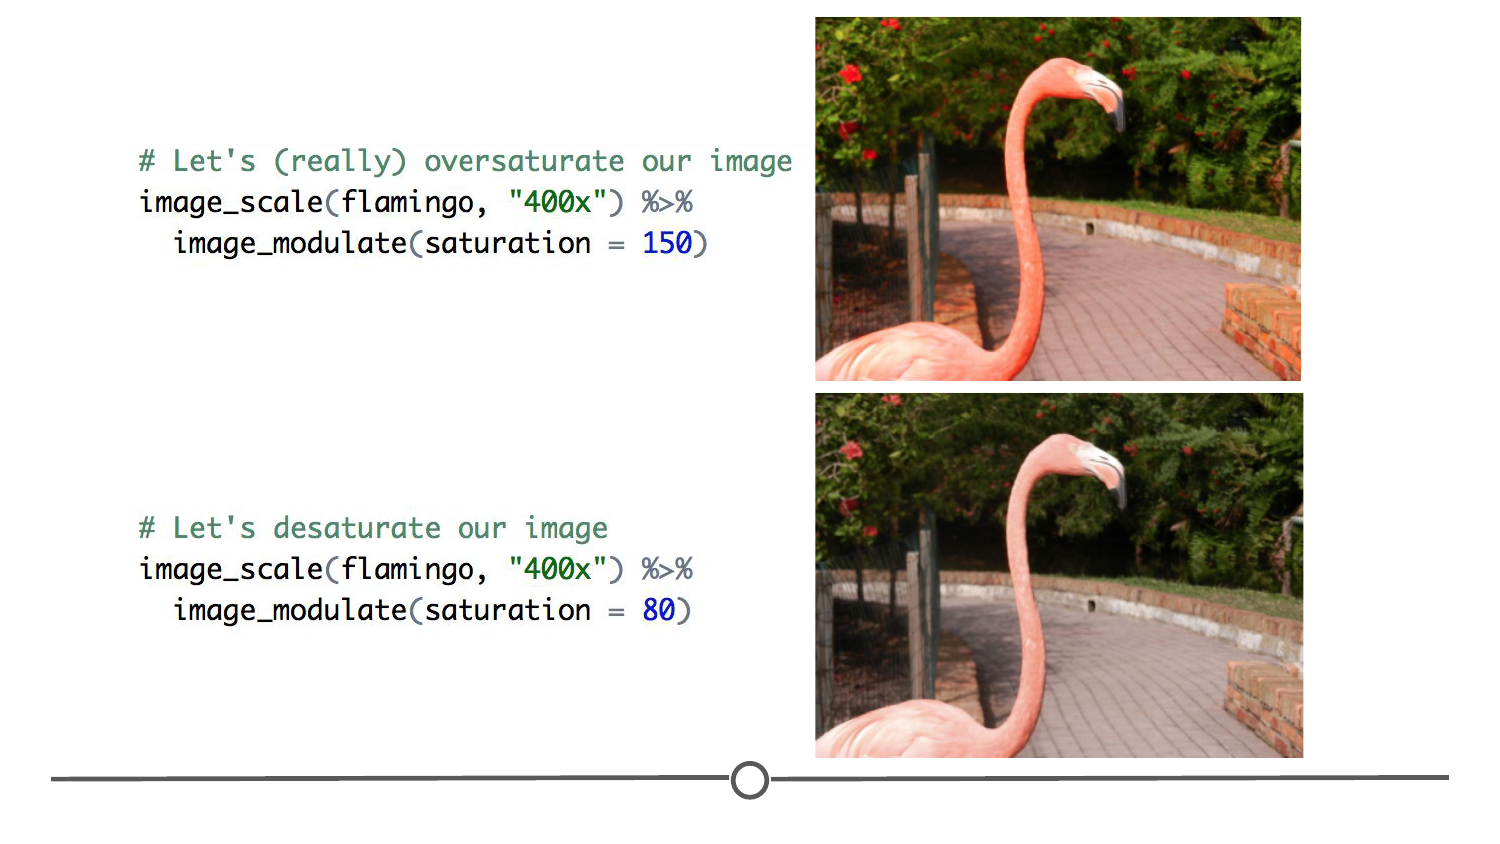 # Let's (really) oversaturate our image
image_scale(flamingo, "400x") %>%
  image_modulate(saturation = 150)
# Let's desaturate our image
image_scale(flamingo, "400x") %>%
  image_modulate(saturation = 80)